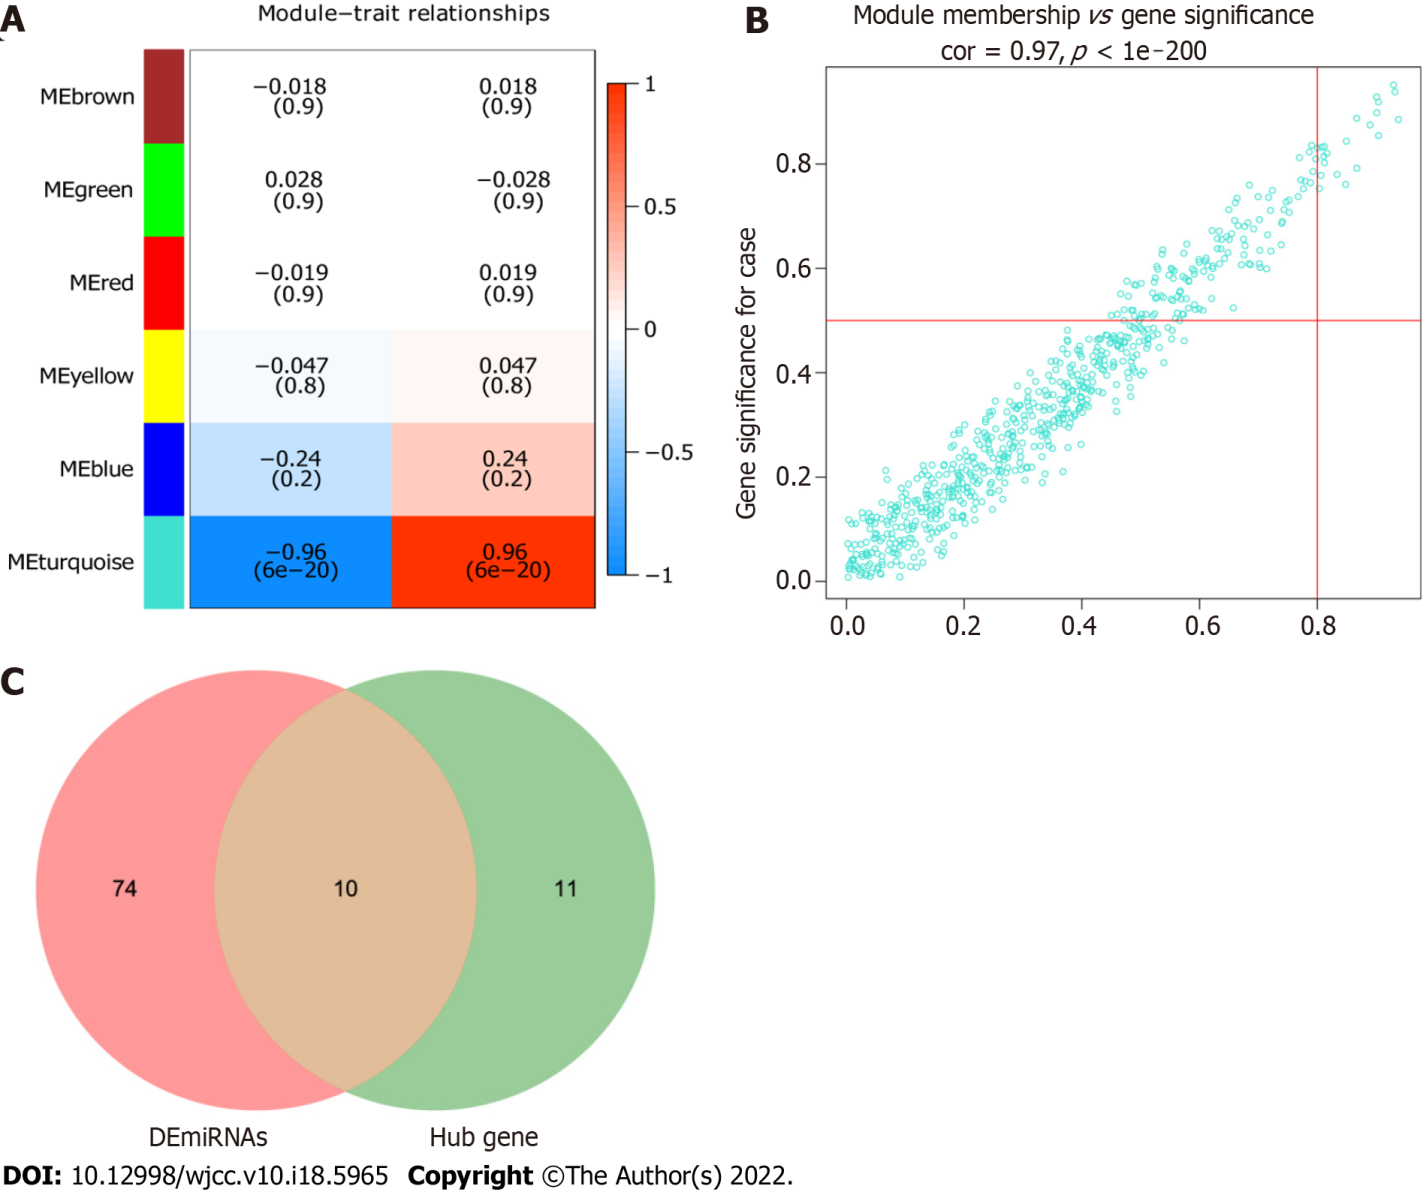 A
Module–trait relationships
MEbrown
−0.018
(0.9)
0.018
(0.9)
MEgreen
0.028
(0.9)
−0.028
(0.9)
MEred
−0.019
(0.9)
0.019
(0.9)
MEyellow
−0.047
(0.8)
0.047
(0.8)
MEblue
−0.24
(0.2)
0.24
(0.2)
MEturquoise
−0.96
(6e−20)
0.96
(6e−20)
1
0.5
0
−0.5
−1
B
Module membership vs gene significance
cor = 0.97, p < 1e-200
Gene significance for case
0.8
0.6
0.4
0.2
0.0
0.0
0.2
0.4
0.6
0.8
C
74
10
11
DEmiRNAs
Hub gene
DOI: 10.12998/wjcc.v10.i18.5965 Copyright ©The Author(s) 2022.